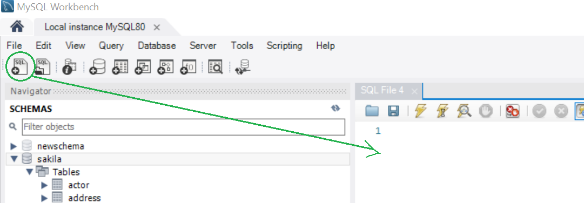 MySQL Workbench
Local instance MySQL80
File Edit View Query Database Server Tools Scripting Help
SQL SQL
Navigator
SQL File 4
SCHEMAS
Filter objects
1
newschema
sakila
Tables
actor
address